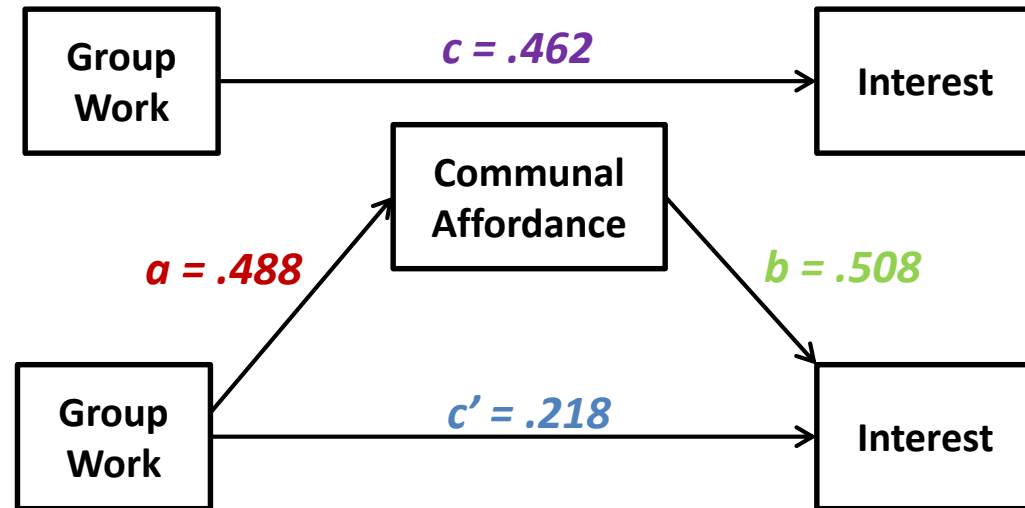 Group
Work
c = .462
Interest
Communal
Affordance
a = .488
b = .508
Group
Work
c’ = .218
Interest